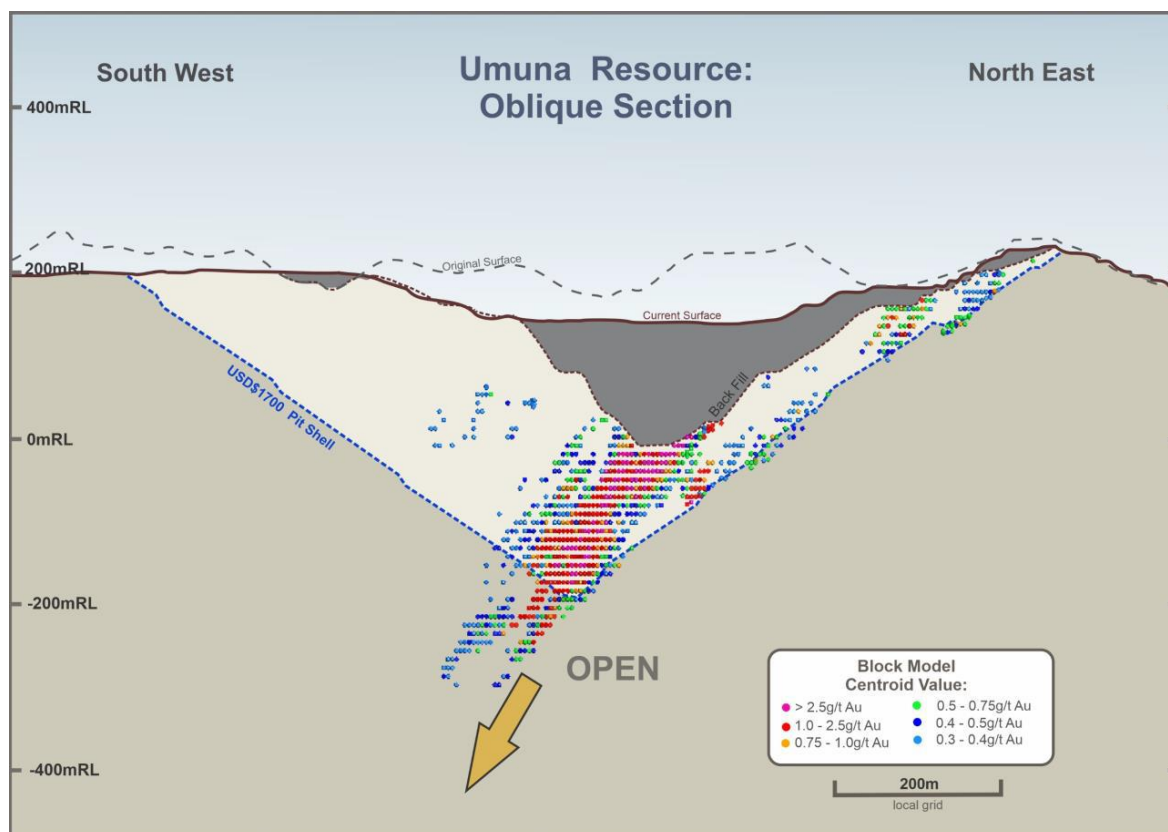 South West
Umuna Resource:
Oblique Section
North East
400mRL
200mRL
Original Surface
Current Surface
USD$1700 Pit Shell
Back Fill
0mRL
-200mRL
OPEN
-400mRL
Block Model
Centroid Value:
> 2.5g/t Au
1.0 - 2.5g/t Au
0.75 - 1.0g/t Au
0.5 - 0.75g/t Au
0.4 - 0.5g/t Au
0.3 - 0.4g/t Au
200m
local grid